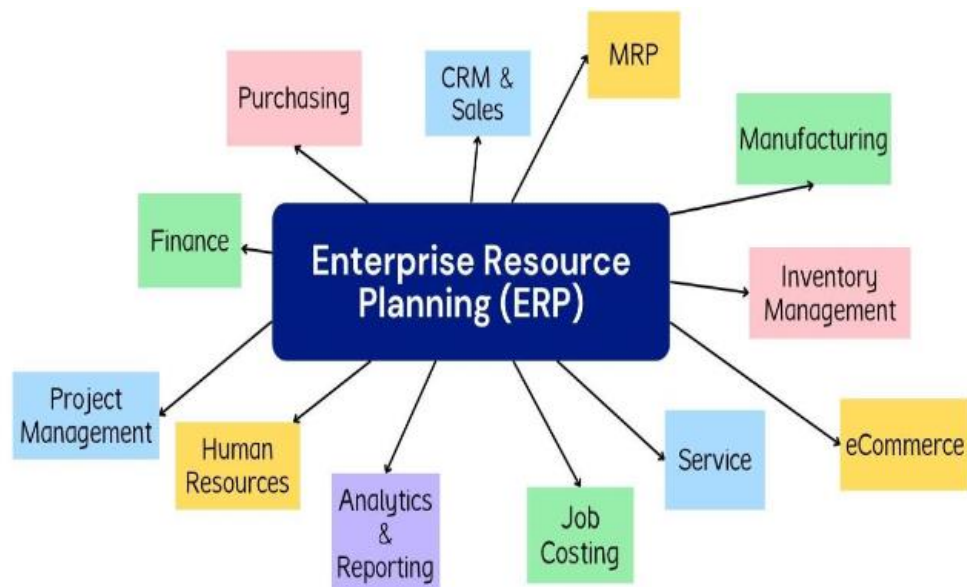 MRP
CRM &
Sales
Purchasing
Manufacturing
Finance
Enterprise Resource
Planning (ERP)
Inventory
Management
Project
Management
Human
Resources
Analytics
&
Reporting
Job
Costing
Service
eCommerce